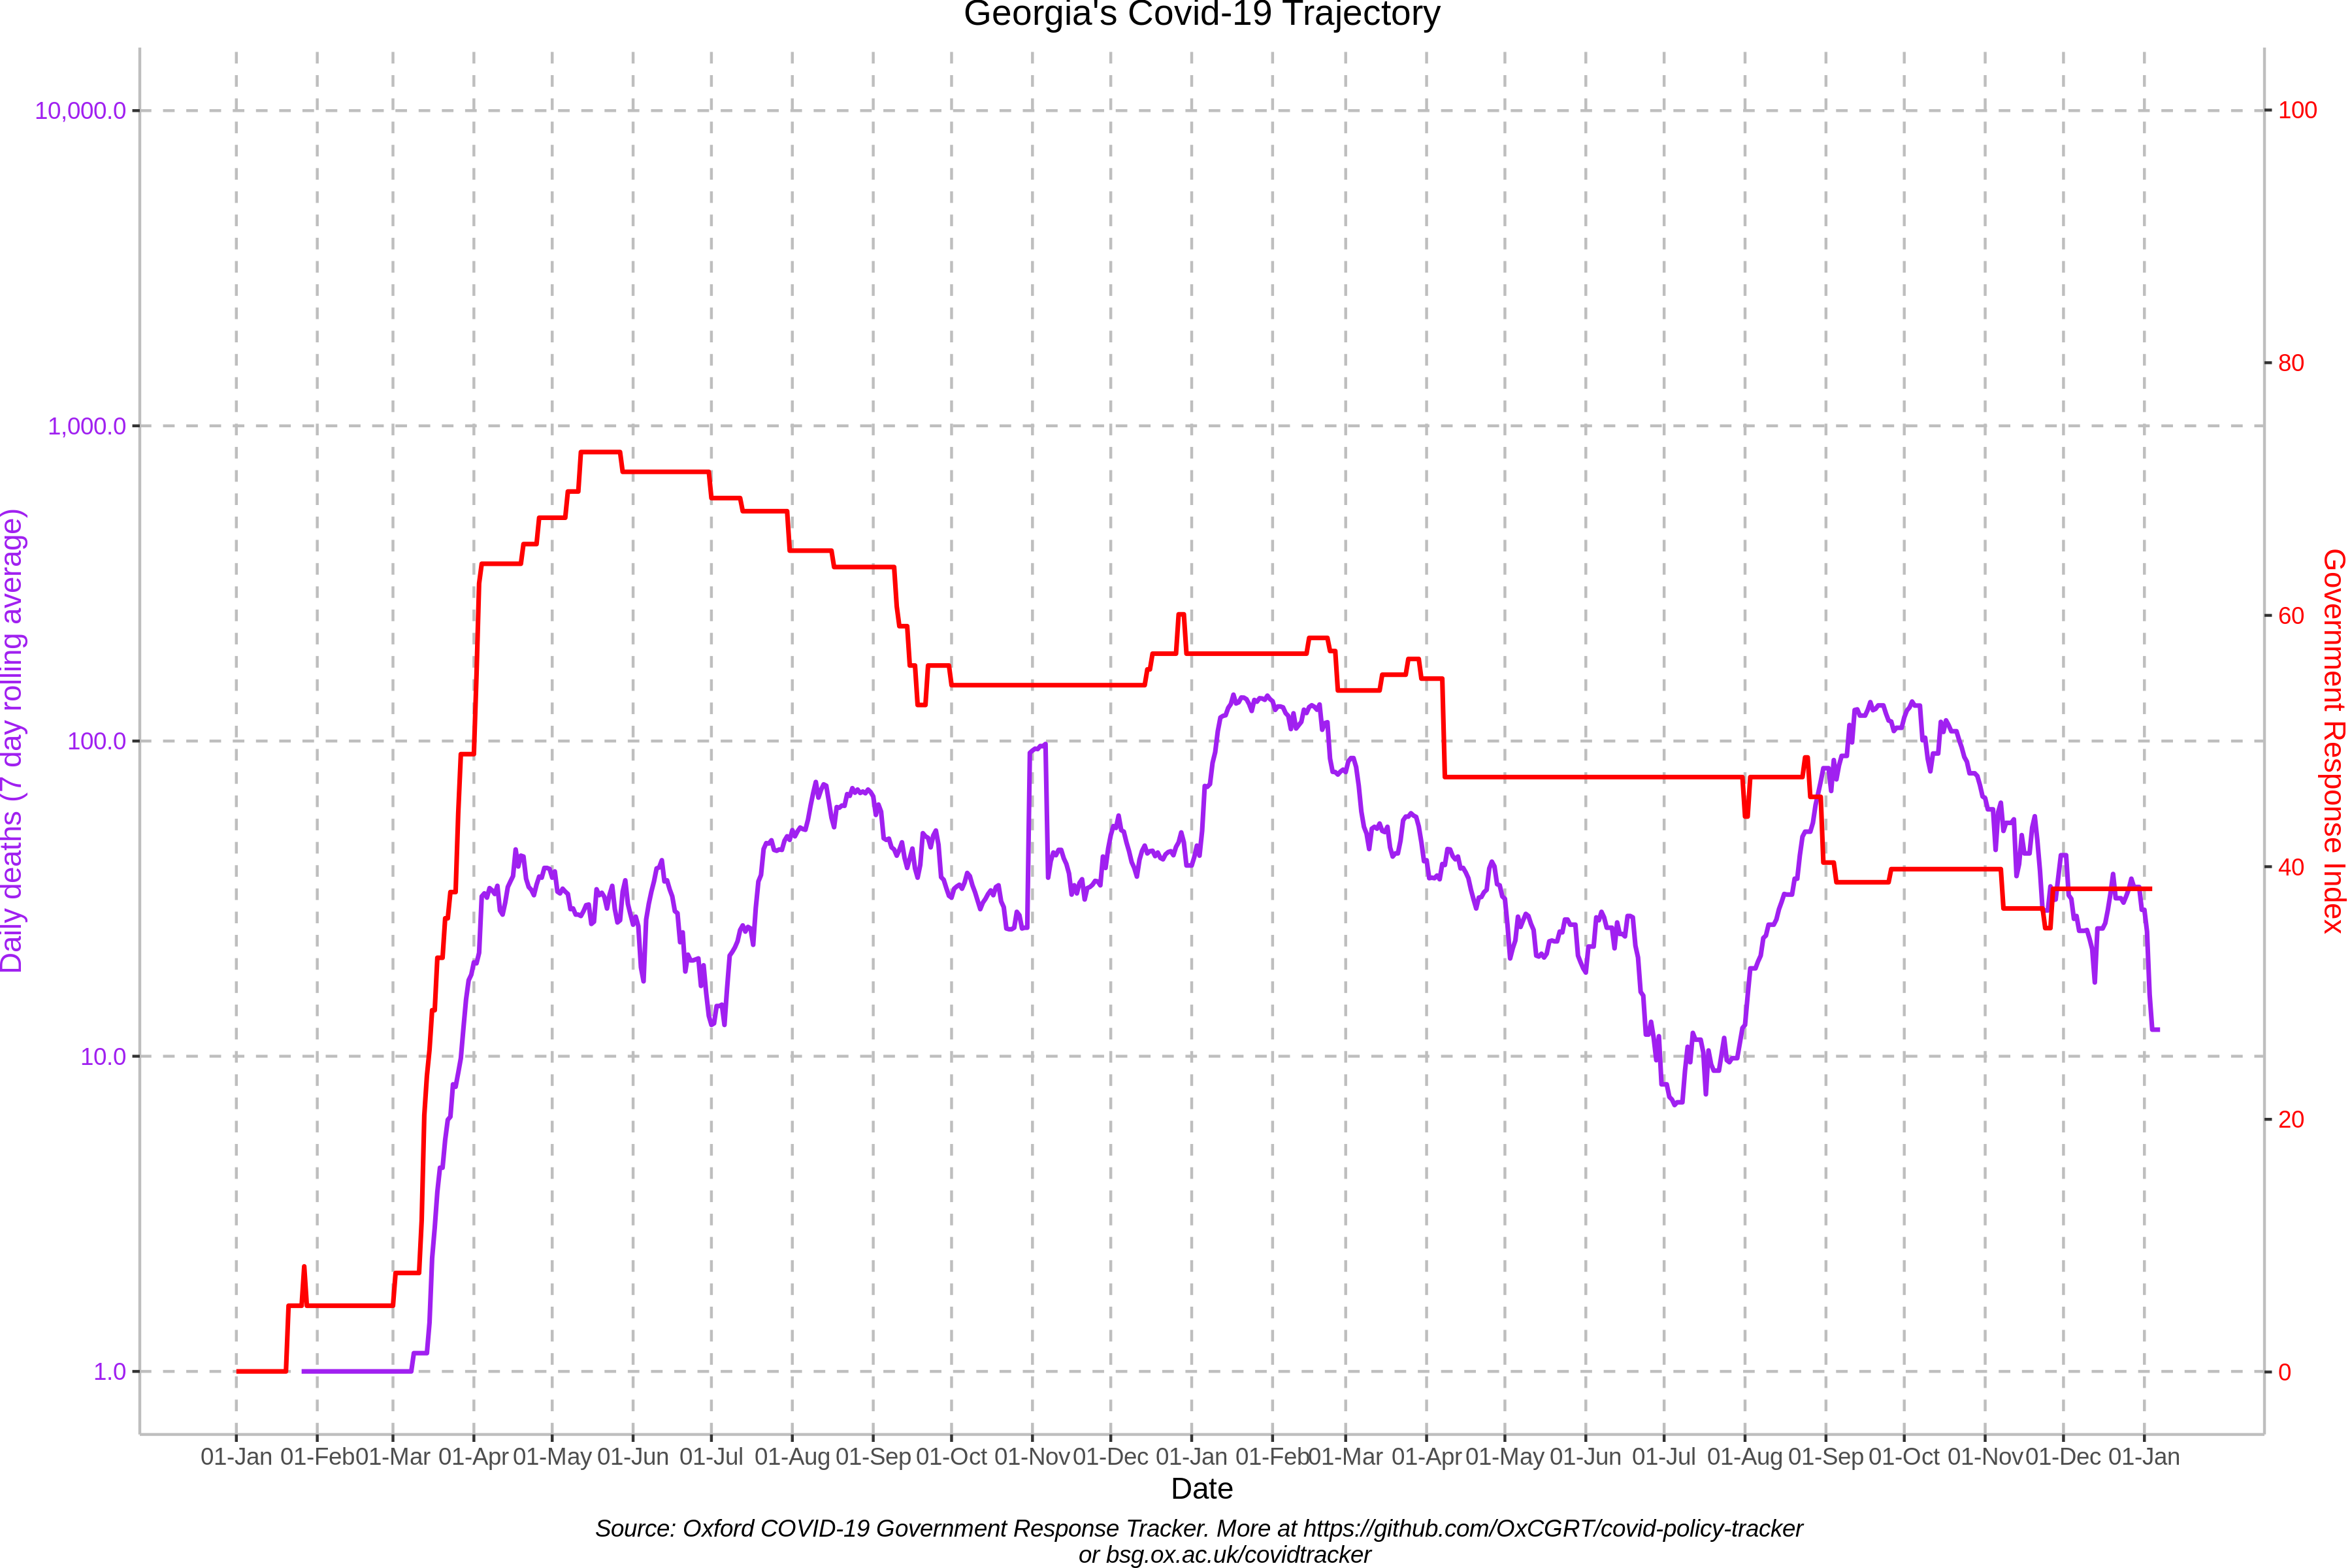 Georgia's Covid-19 Trajectory
10,000.0
1,000.0
100.0
10.0
1.0
Daily deaths (7 day rolling average)
100
80
60
40
20
0
Government Response Index
01-Jan 01-Feb 01-Mar 01-Apr 01-May 01-Jun 01-Jul 01-Aug 01-Sep 01-Oct 01-Nov 01-Dec 01-Jan 01-Feb 01-Mar 01-Apr 01-May 01-Jun 01-Jul 01-Aug 01-Sep 01-Oct 01-Nov 01-Dec 01-Jan
Date
Source: Oxford COVID-19 Government Response Tracker. More at https://github.com/OxCGRT/covid-policy-tracker
or bsg.ox.ac.uk/covidtracker